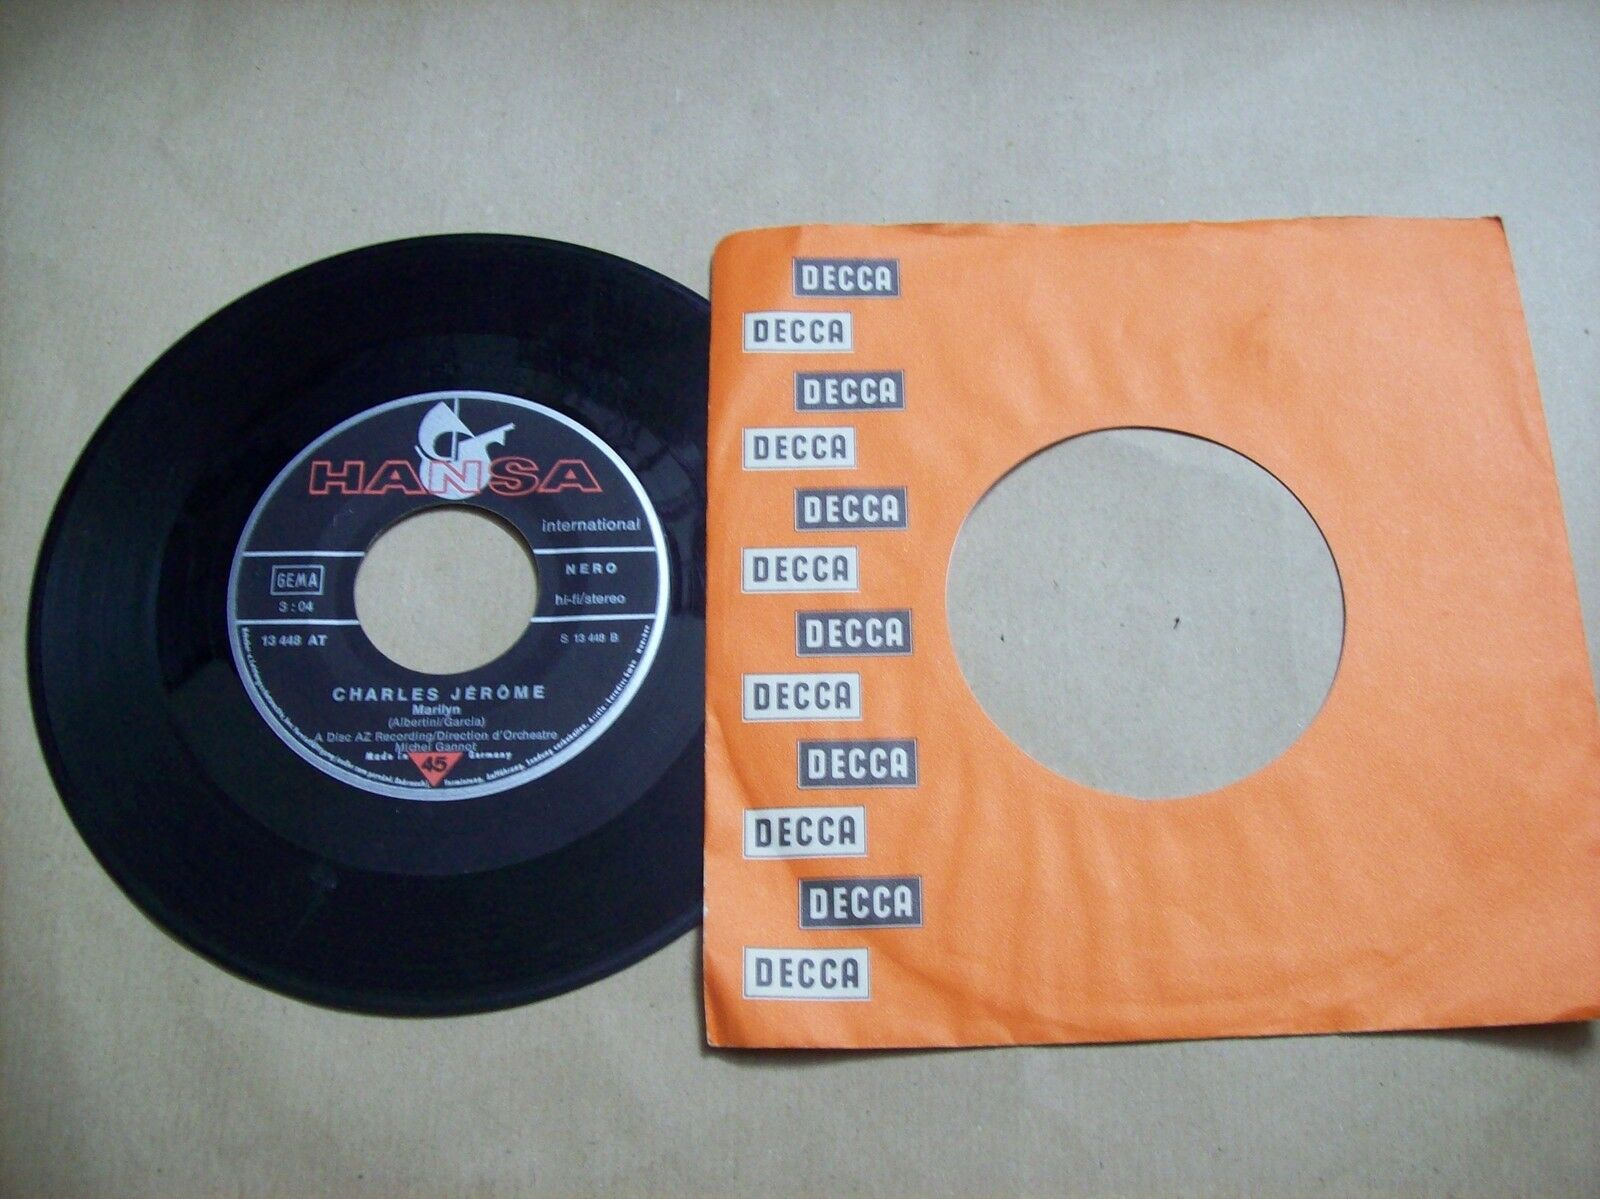 HANSA
international
GEMA
NERO
3:04
hi-fi/stereo
13 448 AT
S 13 448 B
CHARLES JÉRÔME
Marilyn
(Albertini/Garcia)
A Disc AZ Recording/Direction d'Orchestre
Michel Gannot
Made in Germany
45
DECCA
DECCA
DECCA
DECCA
DECCA
DECCA
DECCA
DECCA
DECCA
DECCA
DECCA
DECCA